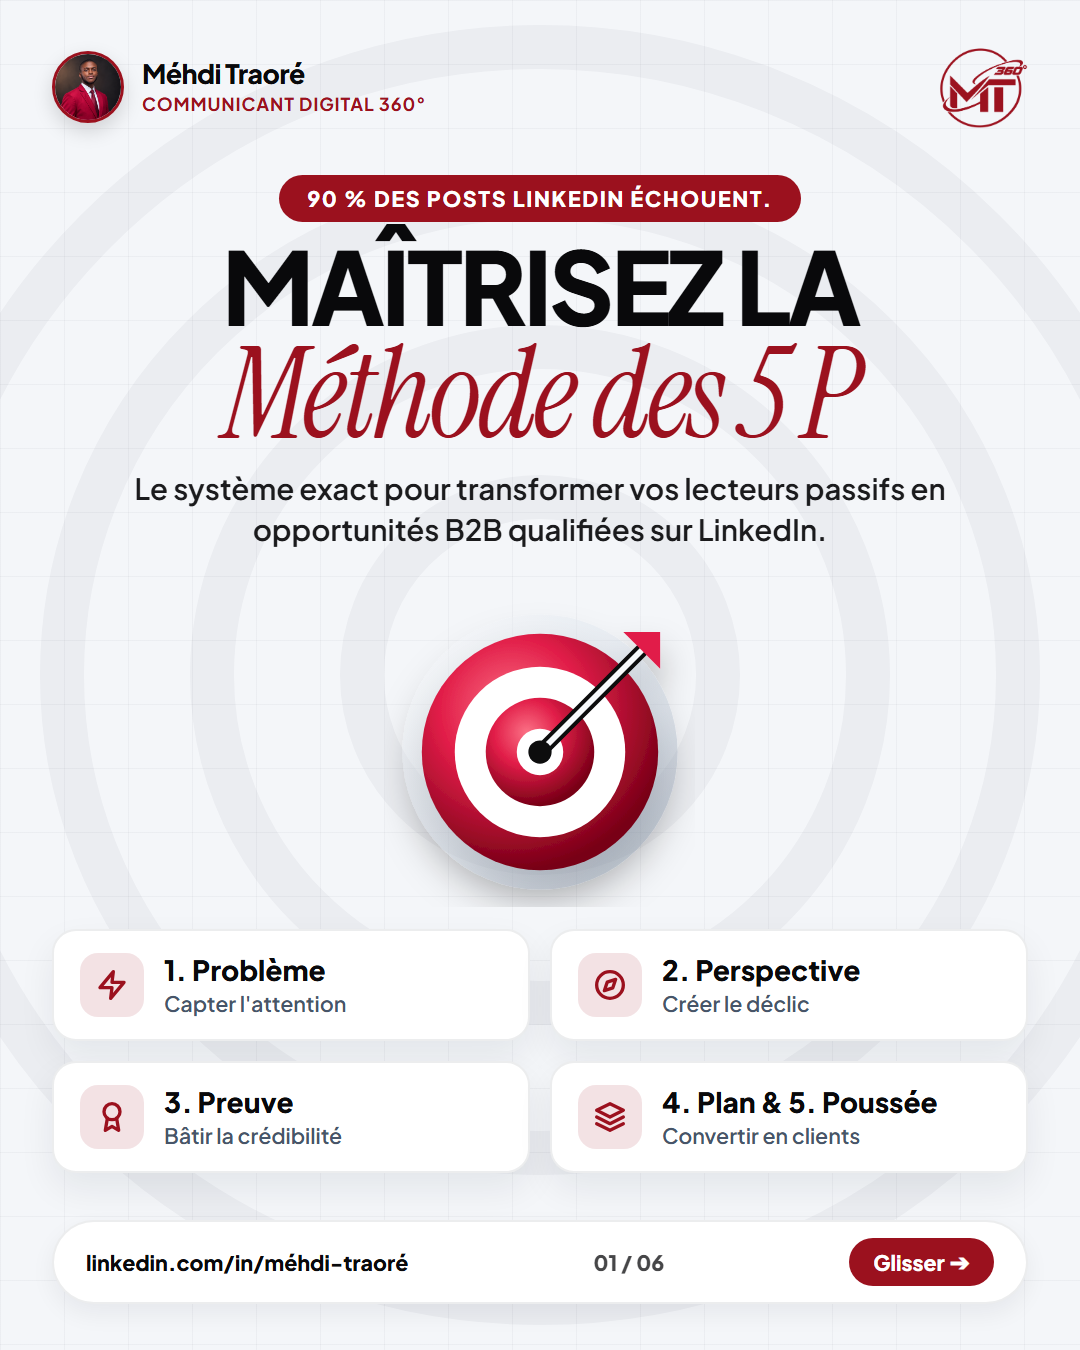 Méhdi Traoré
COMMUNICANT DIGITAL 360°
MT 360°
90 % DES POSTS LINKEDIN ÉCHOUENT.
MAÎTRISEZ LA
Méthode des 5 P
Le système exact pour transformer vos lecteurs passifs en
opportunités B2B qualifiées sur LinkedIn.
1. Problème
Capter l'attention
2. Perspective
Créer le déclic
3. Preuve
Bâtir la crédibilité
4. Plan & 5. Poussée
Convertir en clients
linkedin.com/in/méhdi-traoré
01 / 06
Glisser ➔